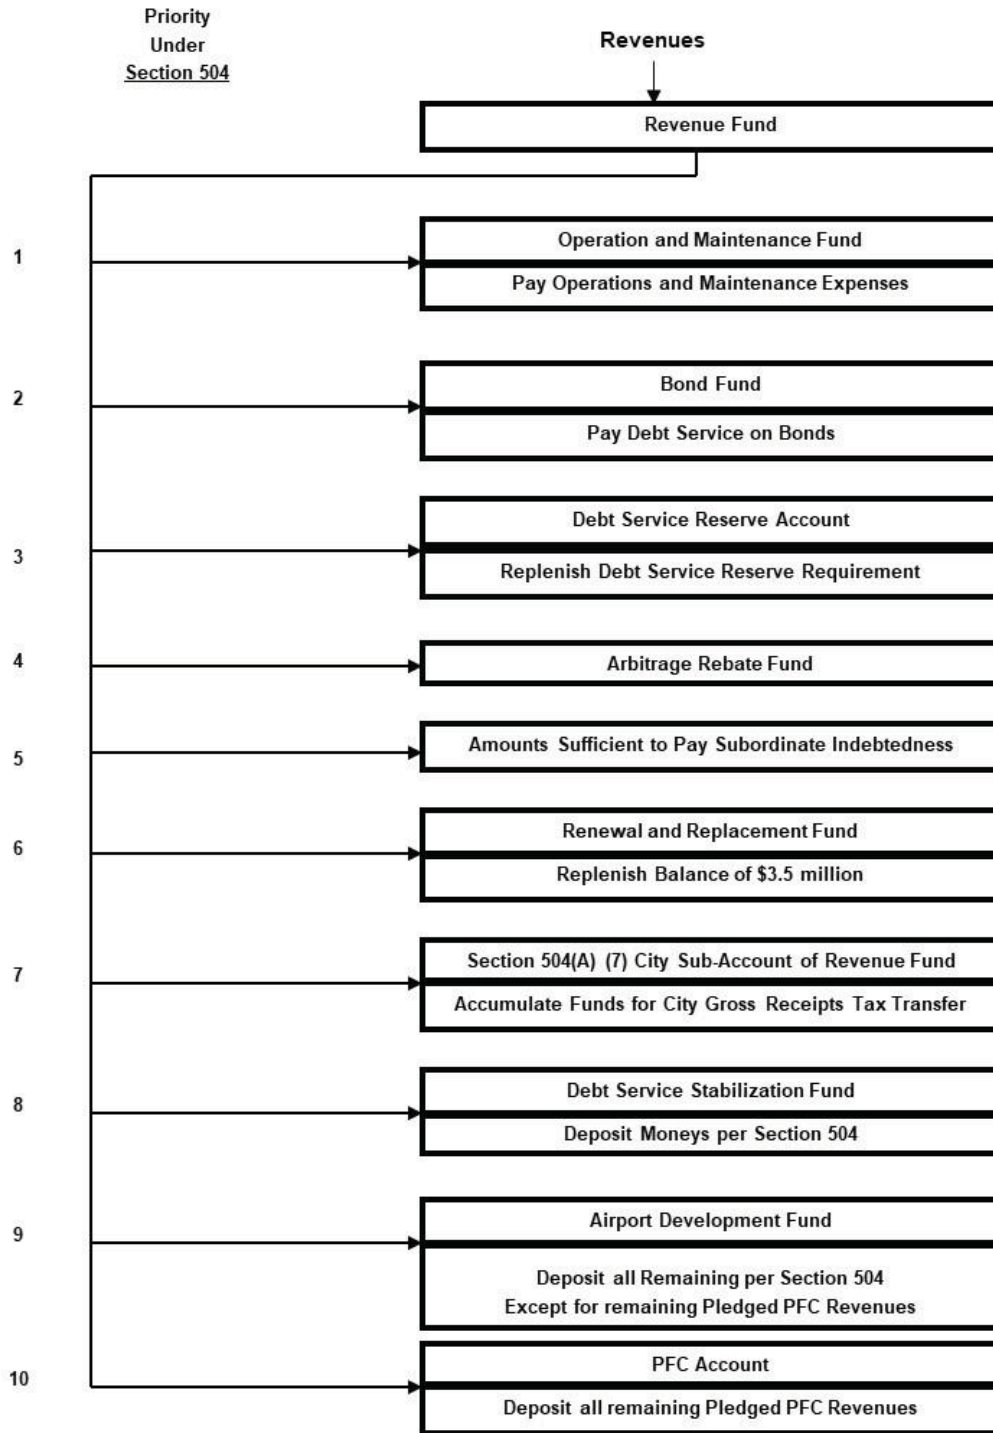 Priority
Under
Section 504
Revenues
Revenue Fund
1
Operation and Maintenance Fund
Pay Operations and Maintenance Expenses
2
Bond Fund
Pay Debt Service on Bonds
3
Debt Service Reserve Account
Replenish Debt Service Reserve Requirement
4
Arbitrage Rebate Fund
5
Amounts Sufficient to Pay Subordinate Indebtedness
6
Renewal and Replacement Fund
Replenish Balance of $3.5 million
7
Section 504(A) (7) City Sub-Account of Revenue Fund
Accumulate Funds for City Gross Receipts Tax Transfer
8
Debt Service Stabilization Fund
Deposit Moneys per Section 504
9
Airport Development Fund
Deposit all Remaining per Section 504
Except for remaining Pledged PFC Revenues
10
PFC Account
Deposit all remaining Pledged PFC Revenues